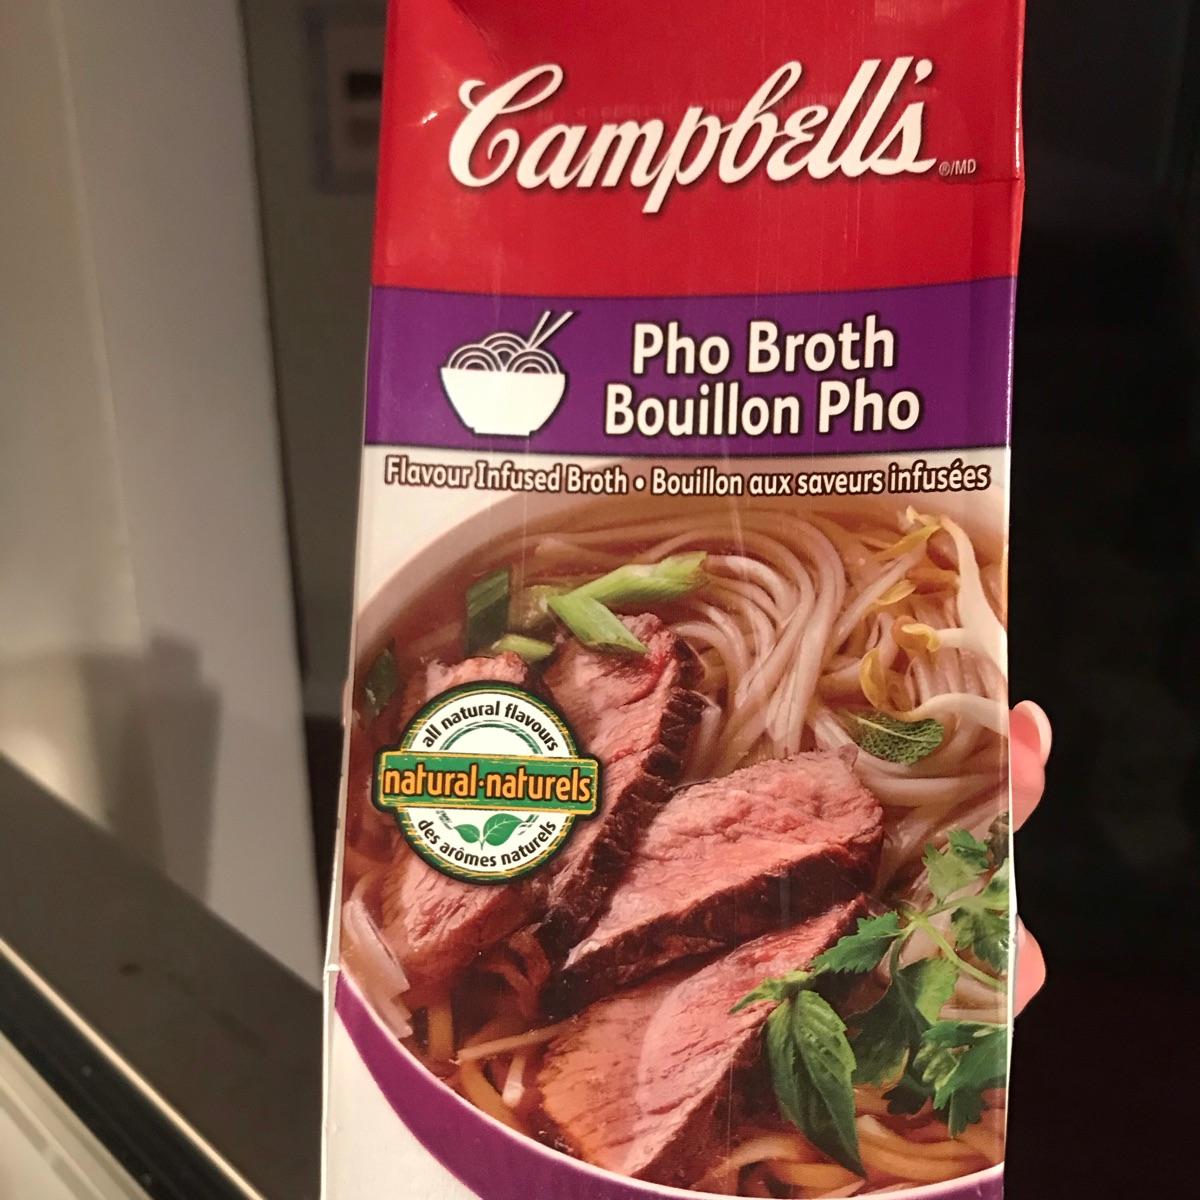 Campbell's
®/MD
Pho Broth
Bouillon Pho
Flavour Infused Broth • Bouillon aux saveurs infusées
all natural flavours
natural·naturels
des arômes naturels